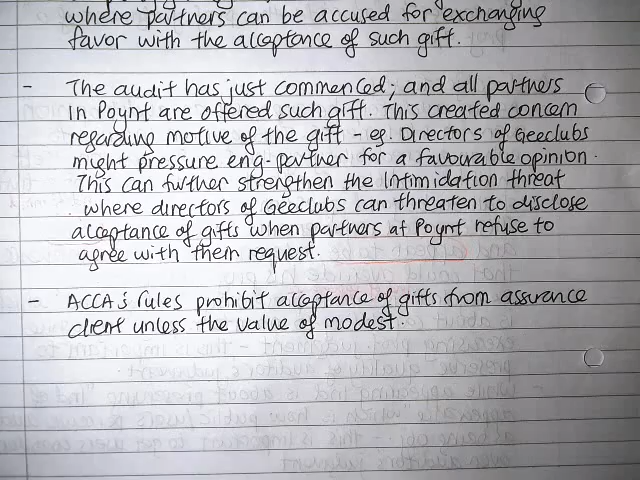 where partners can be accused for exchanging
favor with the acceptance of such gift.
- The audit has just commenced; and all partners
in Poynt are offered such gift. This created concern
regarding motive of the gift - eg. Directors of Geeclubs
might pressure eng. partner for a favourable opinion.
This can further strengthen the Intimidation threat
where directors of Geeclubs can threaten to disclose
acceptance of gifts when partners at Poynt refuse to
agree with their request.
- ACCA's rules prohibit acceptance of gifts from assurance
client unless the value of modest.